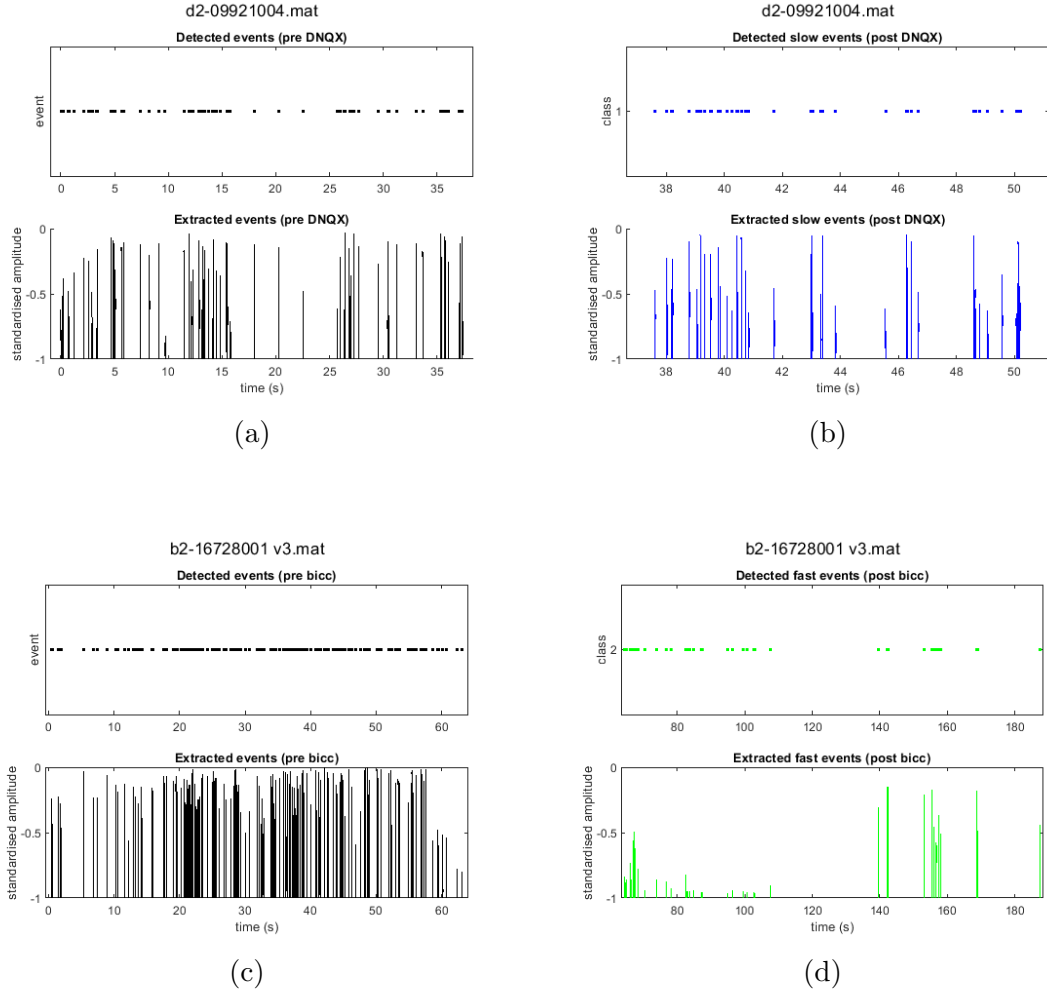 d2-09921004.mat
Detected events (pre DNQX)
event
0 5 10 15 20 25 30 35
Extracted events (pre DNQX)
standardised amplitude
0
-0.5
-1
0 5 10 15 20 25 30 35
time (s)
(a)
d2-09921004.mat
Detected slow events (post DNQX)
class
1
38 40 42 44 46 48 50
Extracted slow events (post DNQX)
standardised amplitude
0
-0.5
-1
38 40 42 44 46 48 50
time (s)
(b)
b2-16728001 v3.mat
Detected events (pre bicc)
event
0 10 20 30 40 50 60
Extracted events (pre bicc)
standardised amplitude
0
-0.5
-1
0 10 20 30 40 50 60
time (s)
(c)
b2-16728001 v3.mat
Detected fast events (post bicc)
class
2
80 100 120 140 160 180
Extracted fast events (post bicc)
standardised amplitude
0
-0.5
-1
80 100 120 140 160 180
time (s)
(d)